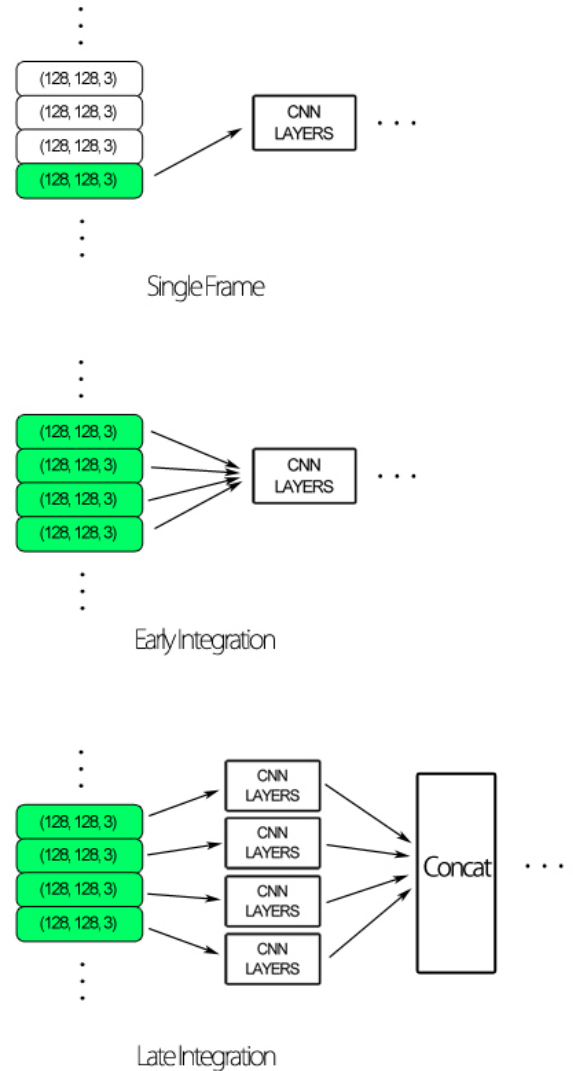 (128, 128, 3)
(128, 128, 3)
(128, 128, 3)
(128, 128, 3)
CNN
LAYERS
Single Frame
(128, 128, 3)
(128, 128, 3)
(128, 128, 3)
(128, 128, 3)
CNN
LAYERS
Early Integration
(128, 128, 3)
(128, 128, 3)
(128, 128, 3)
(128, 128, 3)
CNN
LAYERS
CNN
LAYERS
CNN
LAYERS
CNN
LAYERS
Concat
Late Integration